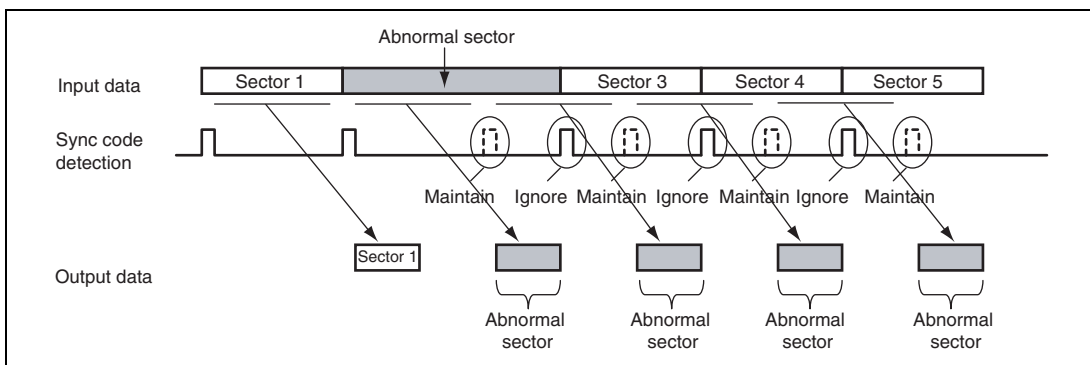 Abnormal sector
Input data
Sector 1
Sector 3
Sector 4
Sector 5
Sync code
detection
Maintain
Ignore
Maintain
Ignore
Maintain
Ignore
Maintain
Output data
Sector 1
Abnormal
sector
Abnormal
sector
Abnormal
sector
Abnormal
sector